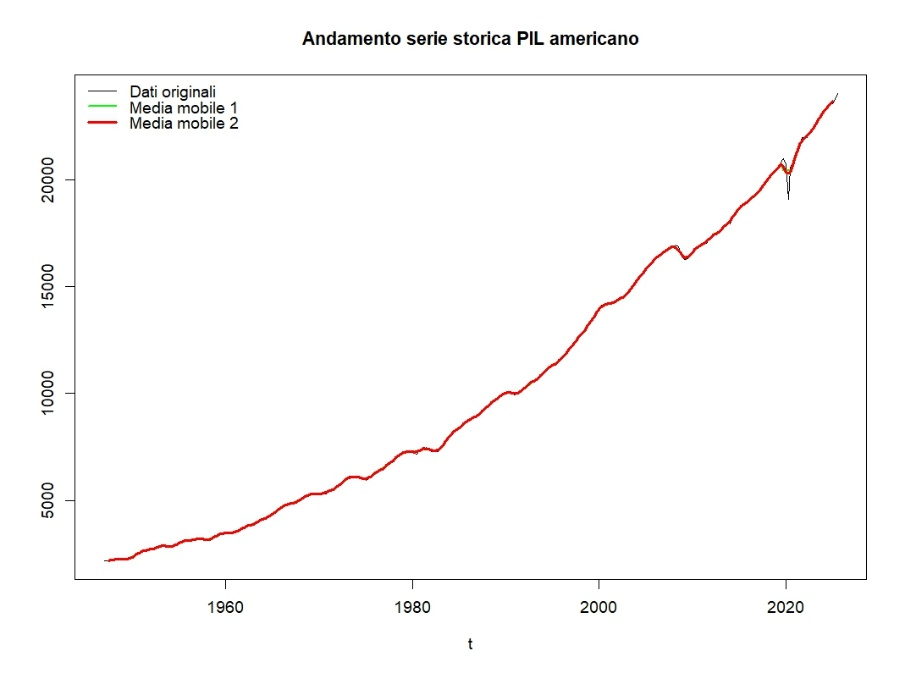 Andamento serie storica PIL americano
Dati originali
Media mobile 1
Media mobile 2
20000
15000
10000
5000
1960 1980 2000 2020
t